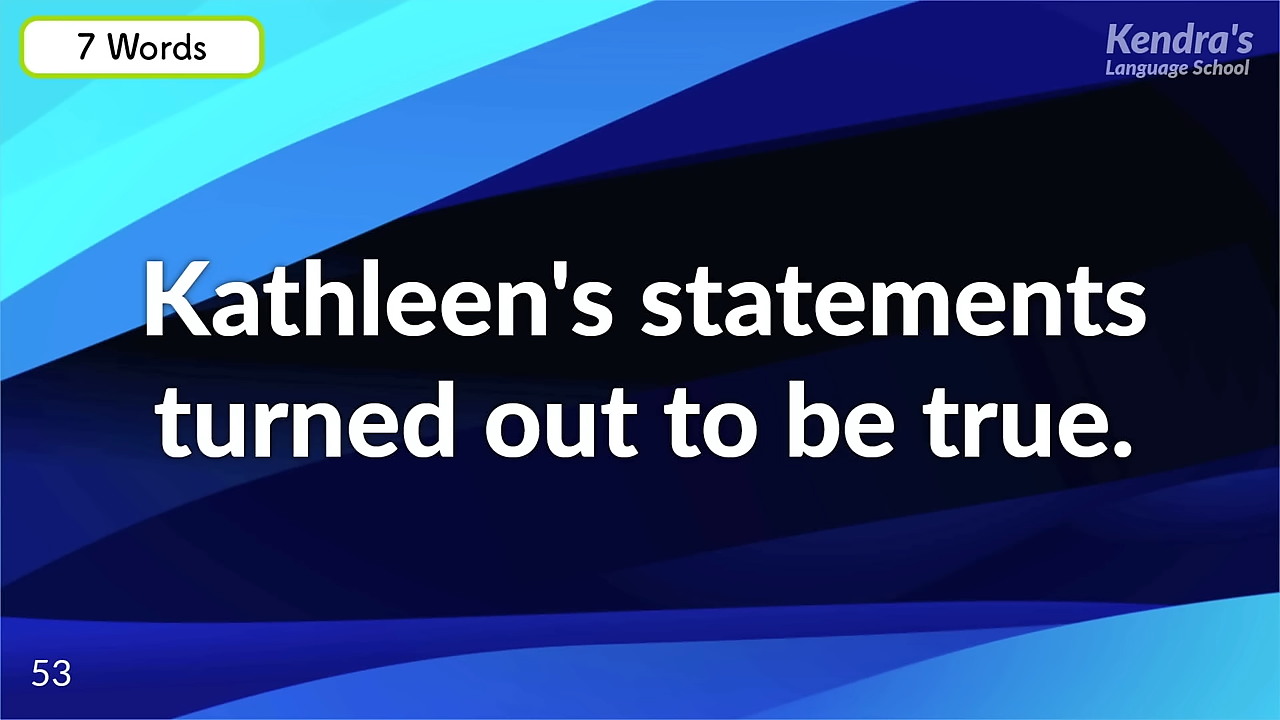 7 Words
Kendra's
Language School
Kathleen's statements
turned out to be true.
53